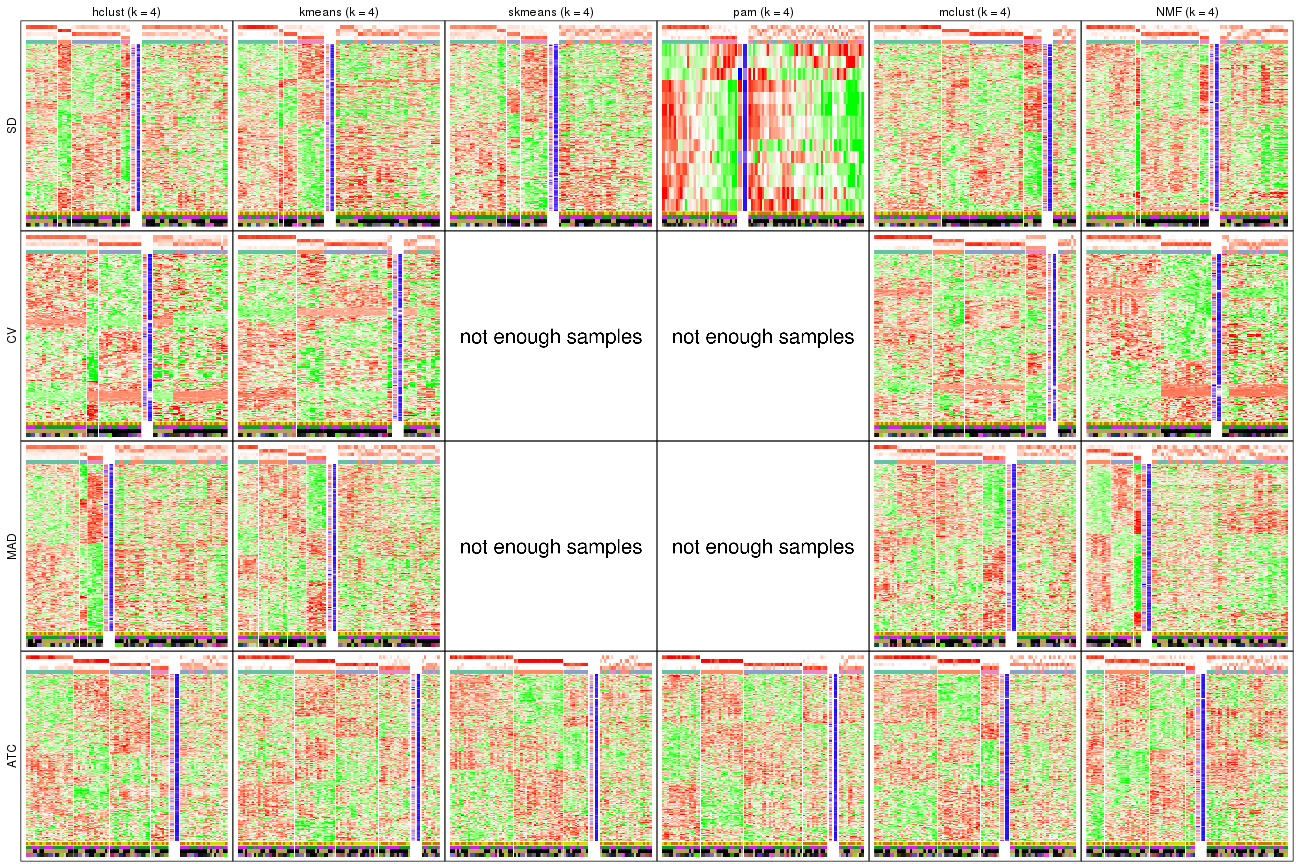 hclust (k = 4) kmeans (k = 4) skmeans (k = 4) pam (k = 4) mclust (k = 4) NMF (k = 4)
SD
CV
not enough samples not enough samples
MAD
not enough samples not enough samples
ATC